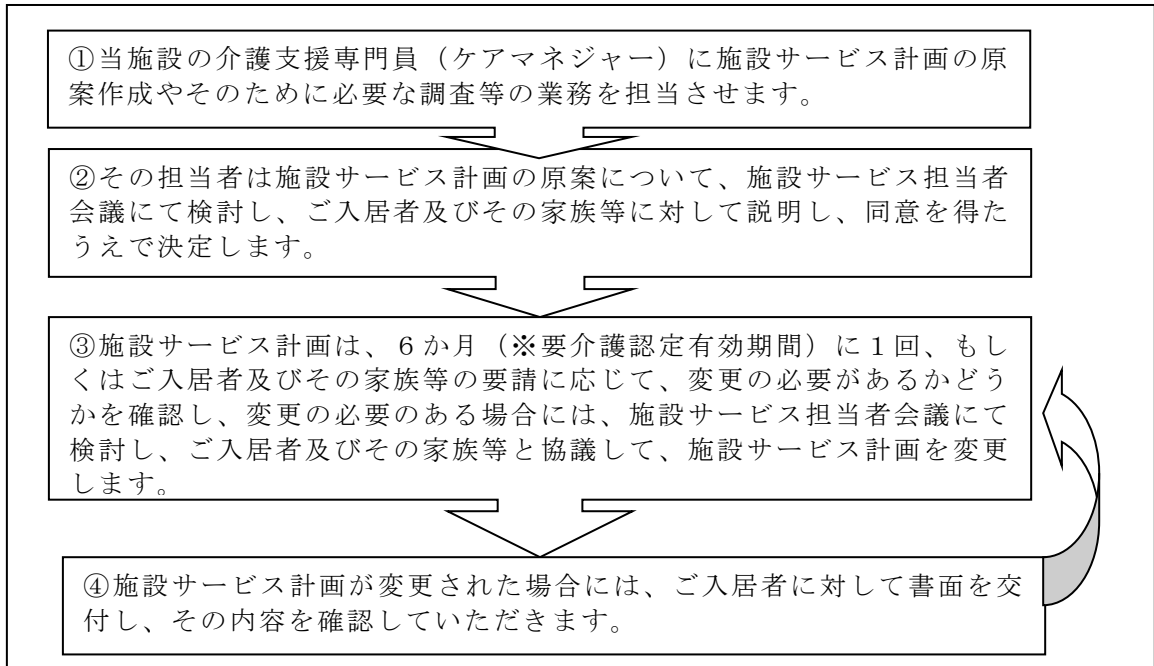 ①当施設の介護支援専門員（ケアマネジャー）に施設サービス計画の原
案作成やそのために必要な調査等の業務を担当させます。
②その担当者は施設サービス計画の原案について、施設サービス担当者
会議にて検討し、ご入居者及びその家族等に対して説明し、同意を得た
うえで決定します。
③施設サービス計画は、６か月（※要介護認定有効期間）に１回、もし
くはご入居者及びその家族等の要請に応じて、変更の必要があるかどう
かを確認し、変更の必要のある場合には、施設サービス担当者会議にて
検討し、ご入居者及びその家族等と協議して、施設サービス計画を変更
します。
④施設サービス計画が変更された場合には、ご入居者に対して書面を交
付し、その内容を確認していただきます。